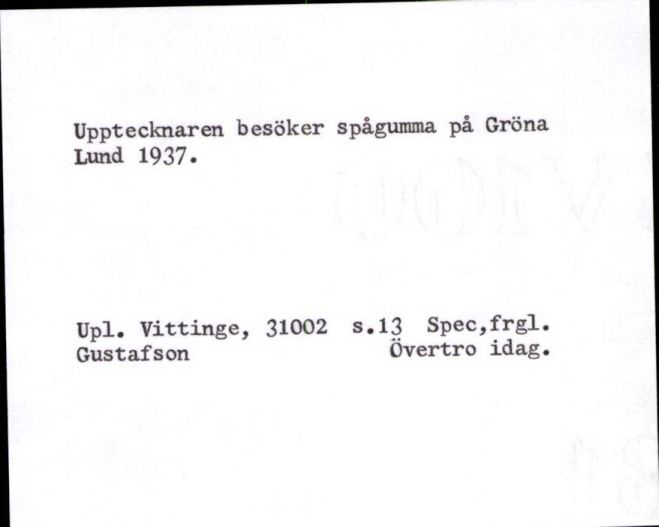 Upptecknaren besöker spågumma på Gröna
Lund 1937.
Upl. Vittinge, 31002 s.13 Spec,frgl.
Gustafson Övertro idag.